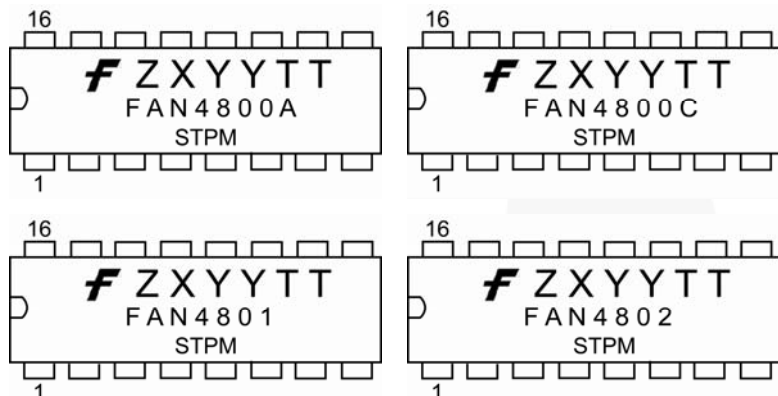 16
ZXYYTT
FAN4800A
STPM
1
16
ZXYYTT
FAN4800C
STPM
1
16
ZXYYTT
FAN4801
STPM
1
16
ZXYYTT
FAN4802
STPM
1